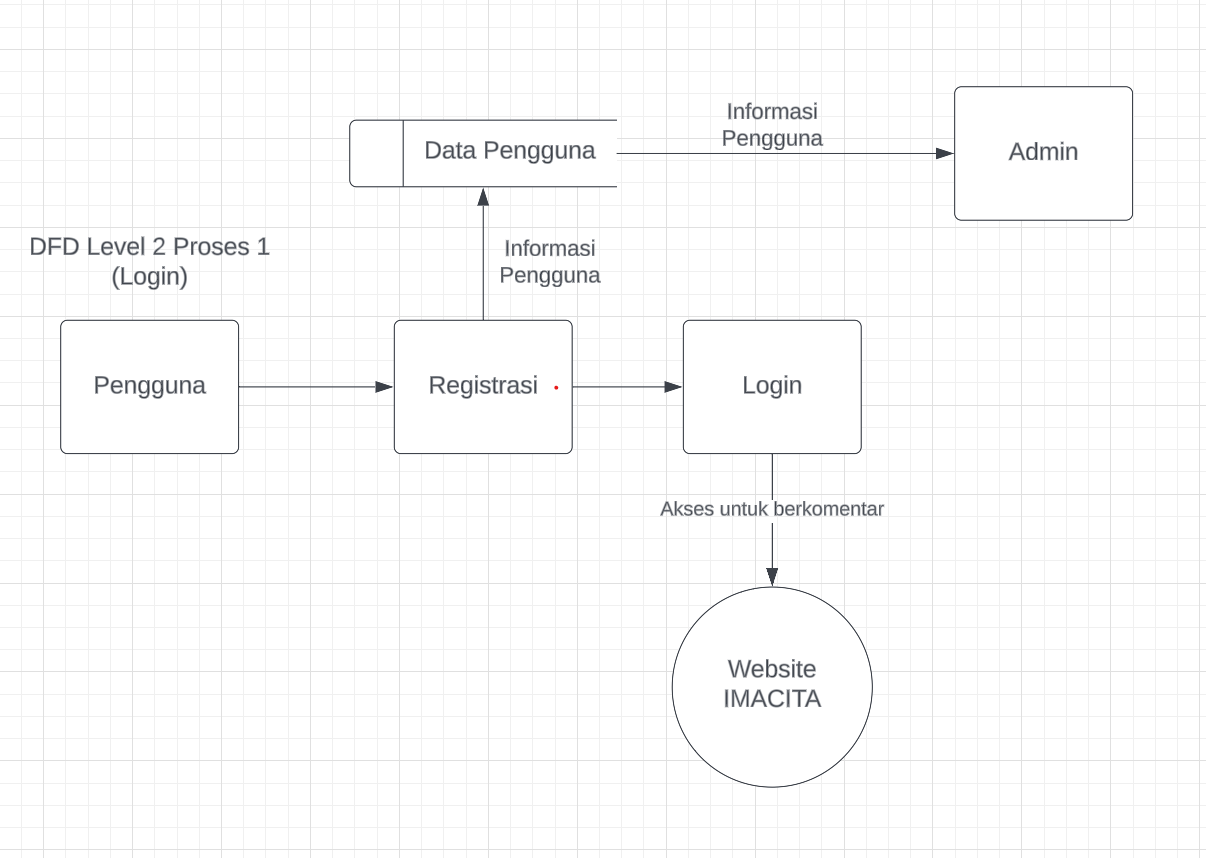 Informasi
Pengguna
Data Pengguna
Admin
DFD Level 2 Proses 1
(Login)
Informasi
Pengguna
Pengguna
Registrasi
Login
Akses untuk berkomentar
Website
IMACITA